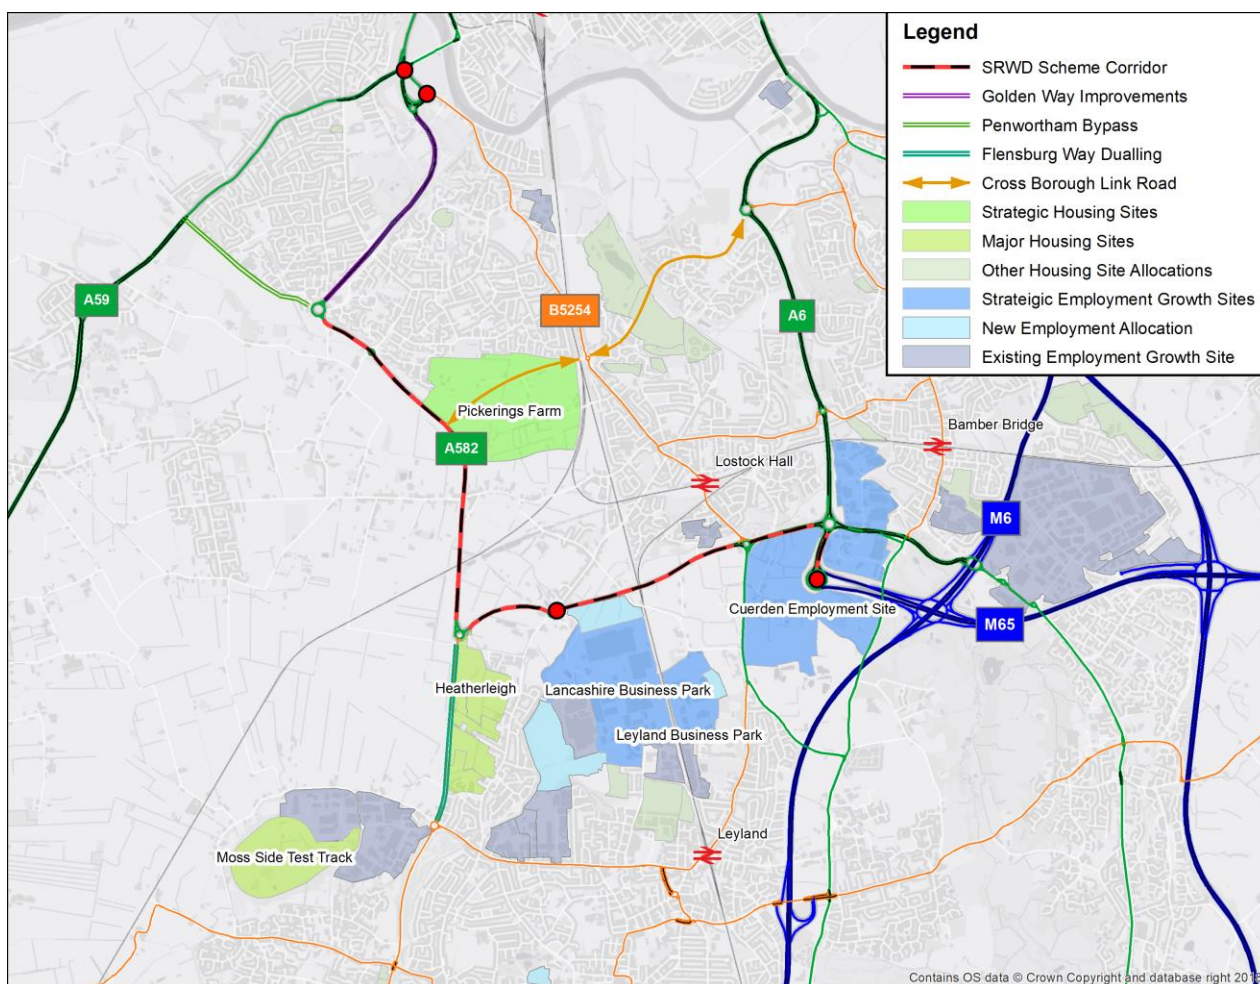 Legend
SRWD Scheme Corridor
Golden Way Improvements
Penwortham Bypass
Flensburg Way Dualling
Cross Borough Link Road
Strategic Housing Sites
Major Housing Sites
Other Housing Site Allocations
Strateigic Employment Growth Sites
New Employment Allocation
Existing Employment Growth Site
A59
B5254
A6
Pickerings Farm
A582
Bamber Bridge
Lostock Hall
M6
Cuerden Employment Site
M65
Heatherleigh
Lancashire Business Park
Leyland Business Park
Leyland
Moss Side Test Track
Contains OS data © Crown Copyright and database right